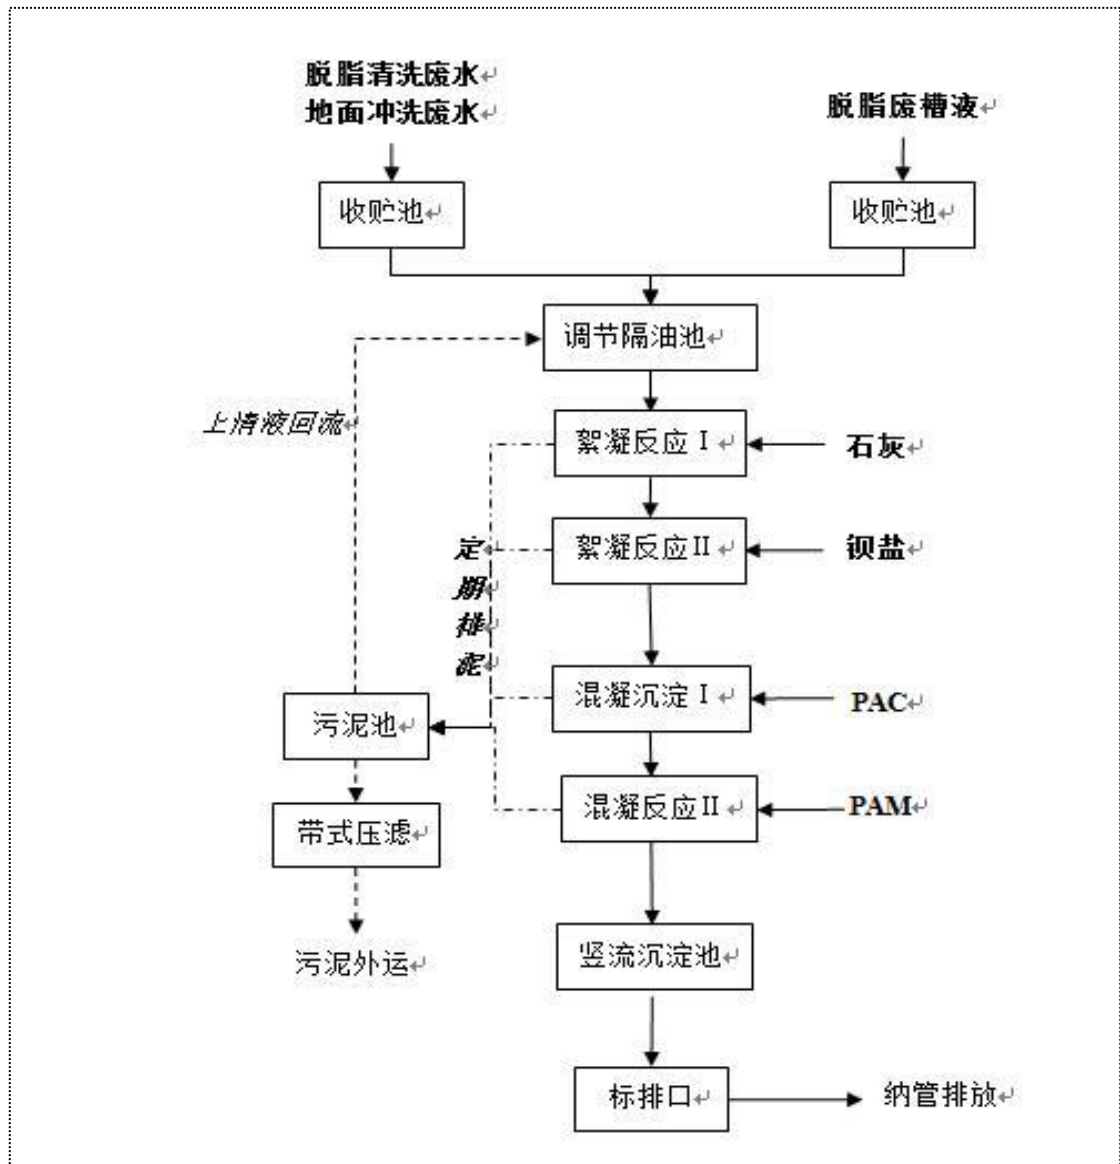 脱脂清洗废水
地面冲洗废水
脱脂废槽液
收贮池
收贮池
调节隔油池
上清液回流
絮凝反应Ⅰ
石灰
絮凝反应Ⅱ
钡盐
定
期
排
泥
混凝沉淀Ⅰ
PAC
污泥池
混凝反应Ⅱ
PAM
带式压滤
竖流沉淀池
污泥外运
标排口
纳管排放